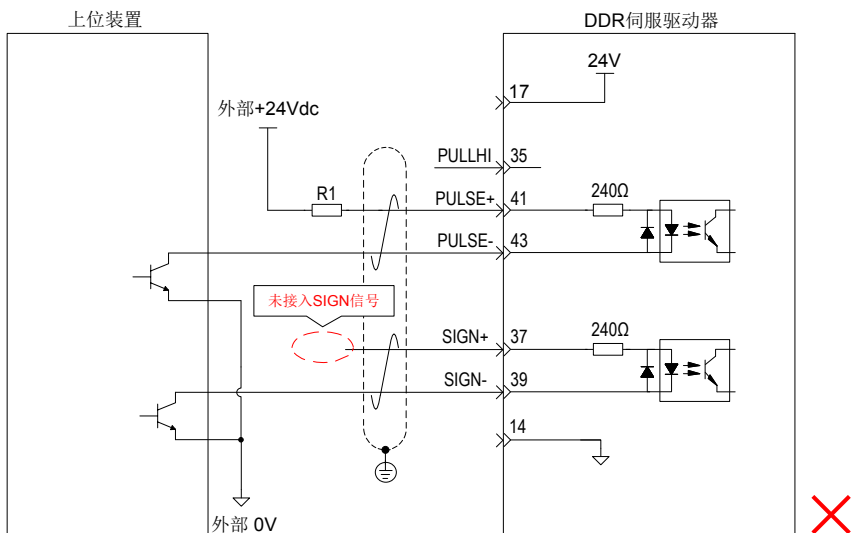 上位装置
DDR伺服驱动器
24V
17
外部+24Vdc
PULLHI
35
R1
PULSE+
41
240Ω
PULSE-
43
未接入SIGN信号
SIGN+
37
240Ω
SIGN-
39
14
外部 0V